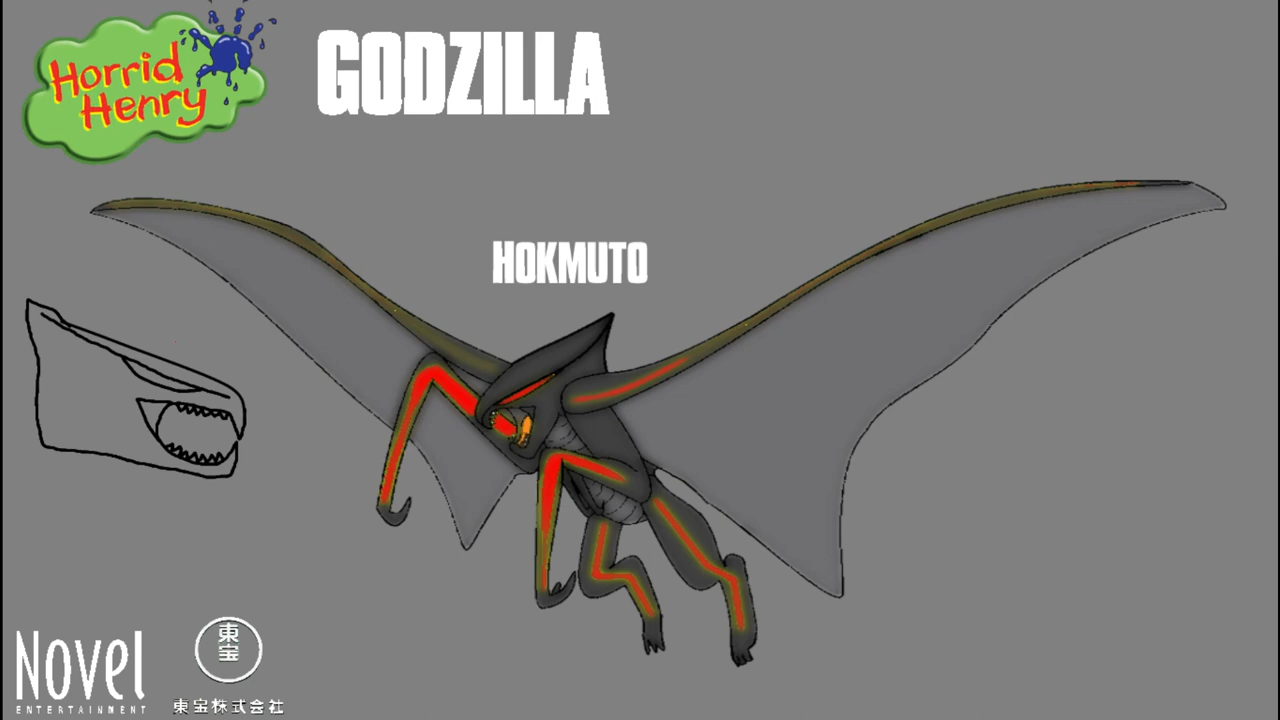 Horrid
Henry
GODZILLA
HOKMUTO
Novel
ENTERTAINMENT
東宝
東宝株式会社